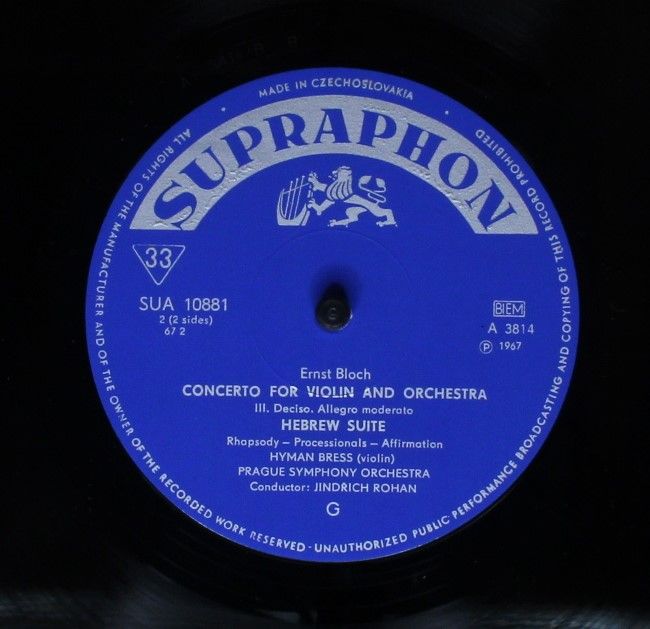 MADE IN CZECHOSLOVAKIA
SUPRAPHON
33
SUA 10881
2 (2 sides)
67 2
BIEM
A 3814
Ⓟ 1967
Ernst Bloch
CONCERTO FOR VIOLIN AND ORCHESTRA
III. Deciso. Allegro moderato
HEBREW SUITE
Rhapsody – Processionals – Affirmation
HYMAN BRESS (violin)
PRAGUE SYMPHONY ORCHESTRA
Conductor: JINDRICH ROHAN
G
ALL RIGHTS OF THE MANUFACTURER AND OF THE OWNER OF THE RECORDED WORK RESERVED · UNAUTHORIZED PUBLIC PERFORMANCE BROADCASTING AND COPYING OF THIS RECORD PROHIBITED